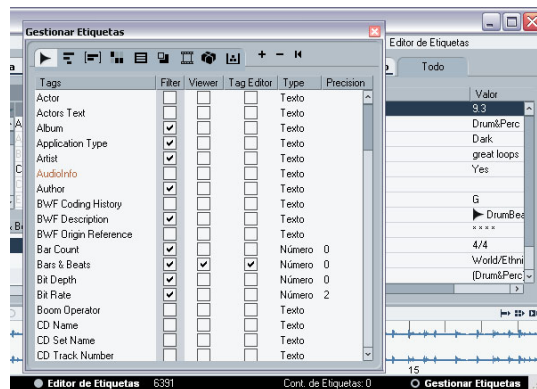 Gestionar Etiquetas
Editor de Etiquetas
Todo
Tags Filter Viewer Tag Editor Type Precision
Actor Texto
Actors Text Texto
Album Texto
Application Type Texto
Artist Texto
AudioInfo Texto
Author Texto
BWF Coding History Texto
BWF Description Texto
BWF Origin Reference Texto
Bar Count Número 0
Bars & Beats Número 0
Bit Depth Número 0
Bit Rate Número 2
Boom Operator Texto
CD Name Texto
CD Set Name Texto
CD Track Number Texto
Valor
9.3
Drum&Perc
Dark
great loops
Yes
G
DrumBea
****
4/4
World/Ethni
(Drum&Perc)
15
Editor de Etiquetas 6391 Cont. de Etiquetas: 0 Gestionar Etiquetas